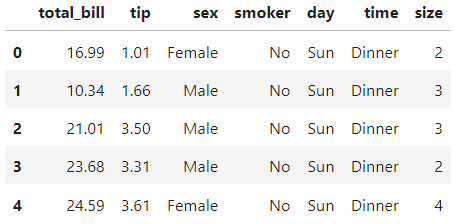 total_bill tip sex smoker day time size
0 16.99 1.01 Female No Sun Dinner 2
1 10.34 1.66 Male No Sun Dinner 3
2 21.01 3.50 Male No Sun Dinner 3
3 23.68 3.31 Male No Sun Dinner 2
4 24.59 3.61 Female No Sun Dinner 4